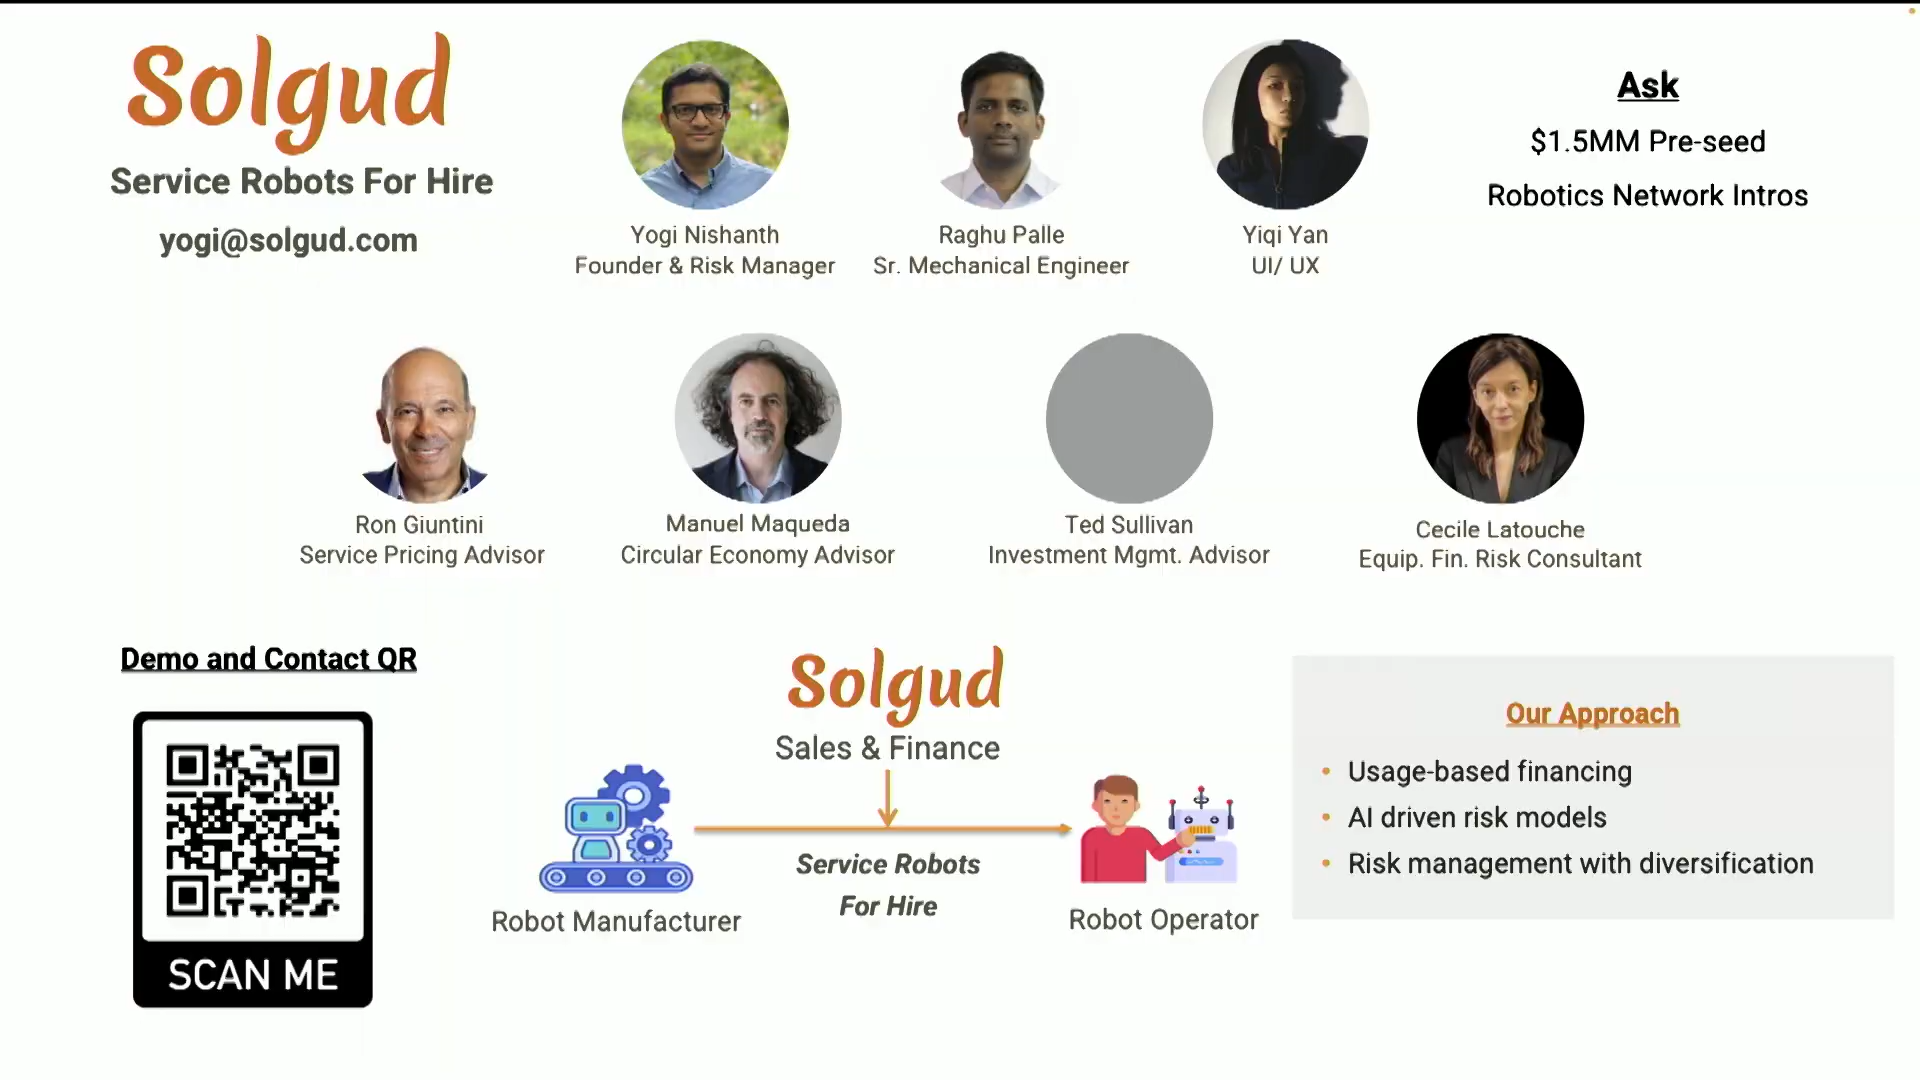 Solgud
Service Robots For Hire
yogi@solgud.com
Yogi Nishanth
Founder & Risk Manager
Raghu Palle
Sr. Mechanical Engineer
Yiqi Yan
UI/ UX
Ask
$1.5MM Pre-seed
Robotics Network Intros
Ron Giuntini
Service Pricing Advisor
Manuel Maqueda
Circular Economy Advisor
Ted Sullivan
Investment Mgmt. Advisor
Cecile Latouche
Equip. Fin. Risk Consultant
Demo and Contact QR
SCAN ME
Solgud
Sales & Finance
Service Robots
For Hire
Robot Manufacturer
Robot Operator
Our Approach
• Usage-based financing
• AI driven risk models
• Risk management with diversification